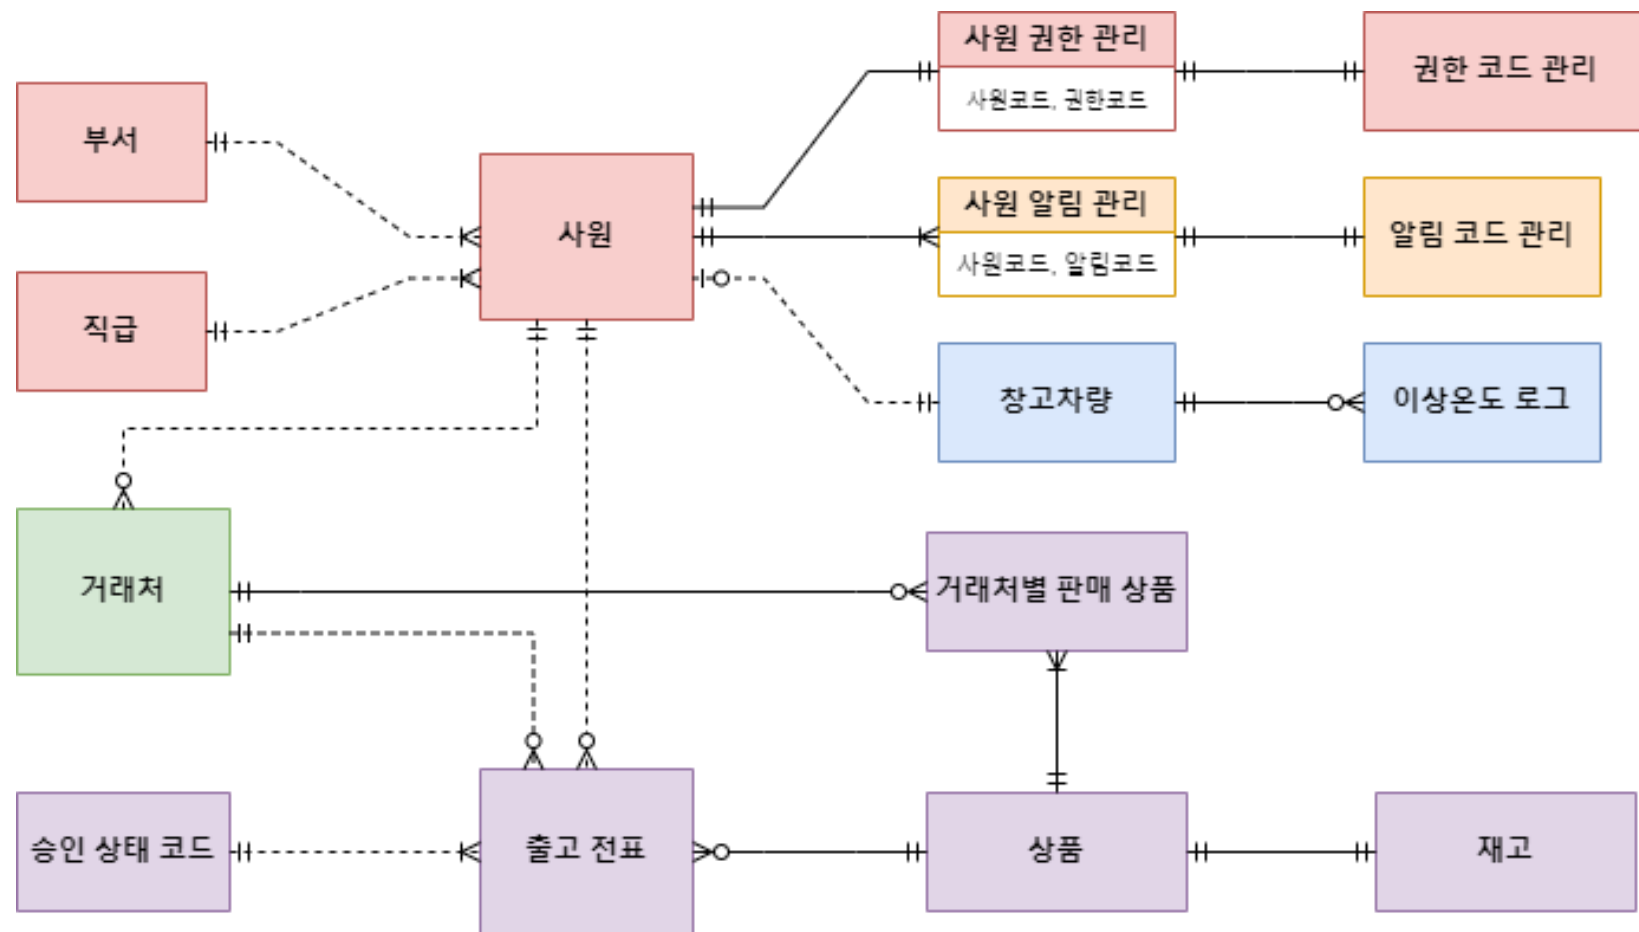 사원 권한 관리
사원코드, 권한코드
권한 코드 관리
부서
사원
사원 알림 관리
사원코드, 알림코드
알림 코드 관리
직급
창고차량
이상온도 로그
거래처
거래처별 판매 상품
승인 상태 코드
출고 전표
상품
재고